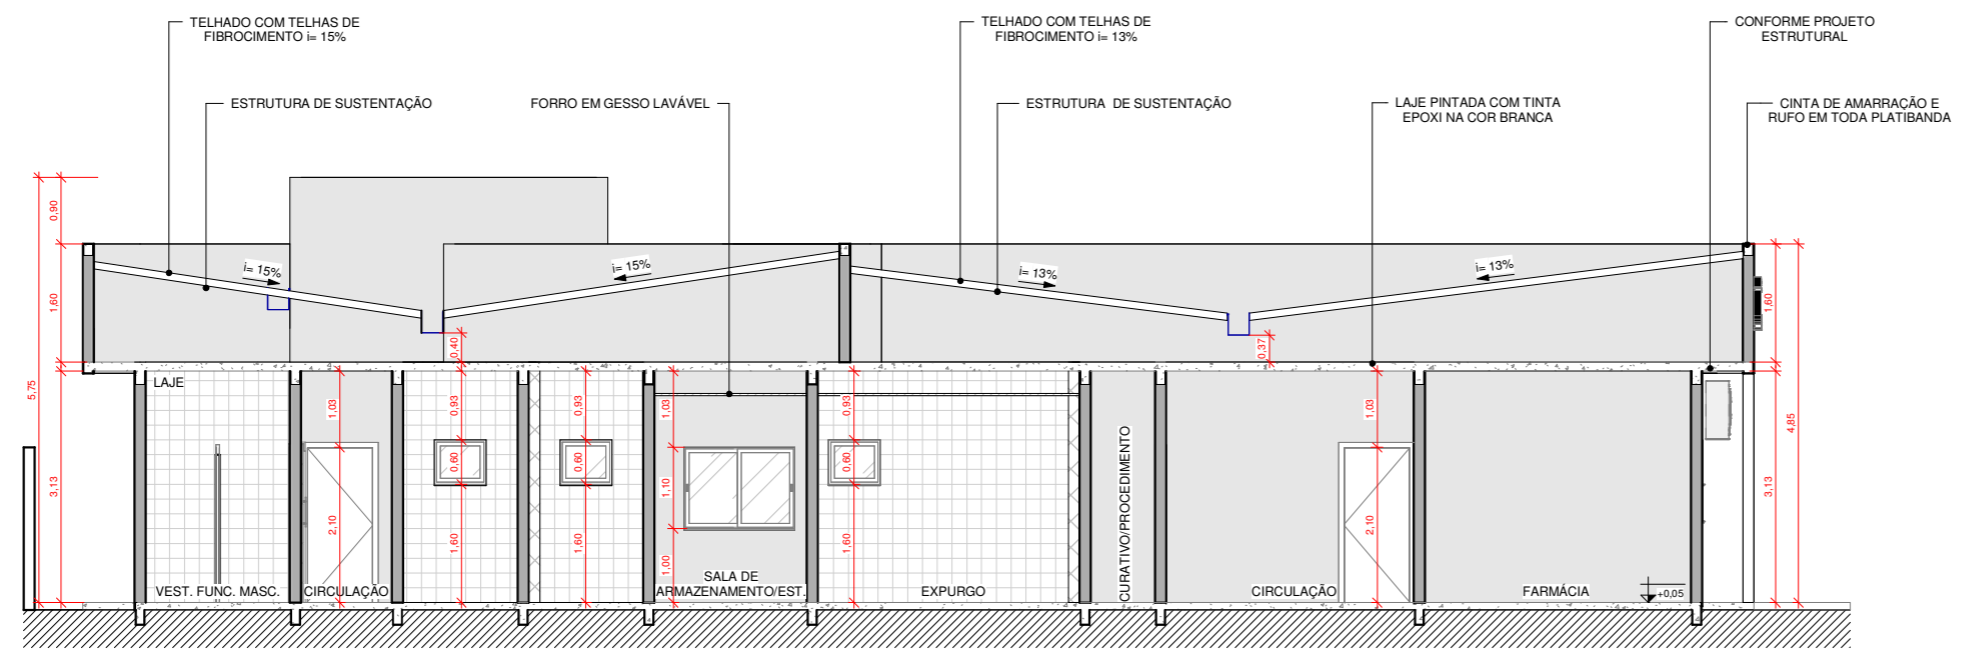 TELHADO COM TELHAS DE
FIBROCIMENTO i= 15%
TELHADO COM TELHAS DE
FIBROCIMENTO i= 13%
CONFORME PROJETO
ESTRUTURAL
ESTRUTURA DE SUSTENTAÇÃO
FORRO EM GESSO LAVÁVEL
ESTRUTURA DE SUSTENTAÇÃO
LAJE PINTADA COM TINTA
EPOXI NA COR BRANCA
CINTA DE AMARRAÇÃO E
RUFO EM TODA PLATIBANDA
0,90
1,60
5,75
3,13
i= 15%
i= 15%
i= 13%
i= 13%
0,40
0,37
1,60
4,85
3,13
LAJE
1,03
2,10
0,93
0,60
1,60
0,93
0,60
1,60
1,03
1,10
1,00
0,93
0,60
1,60
1,03
2,10
VEST. FUNC. MASC.
CIRCULAÇÃO
SALA DE
ARMAZENAMENTO/EST.
EXPURGO
CURATIVO/PROCEDIMENTO
CIRCULAÇÃO
FARMÁCIA
+0,05